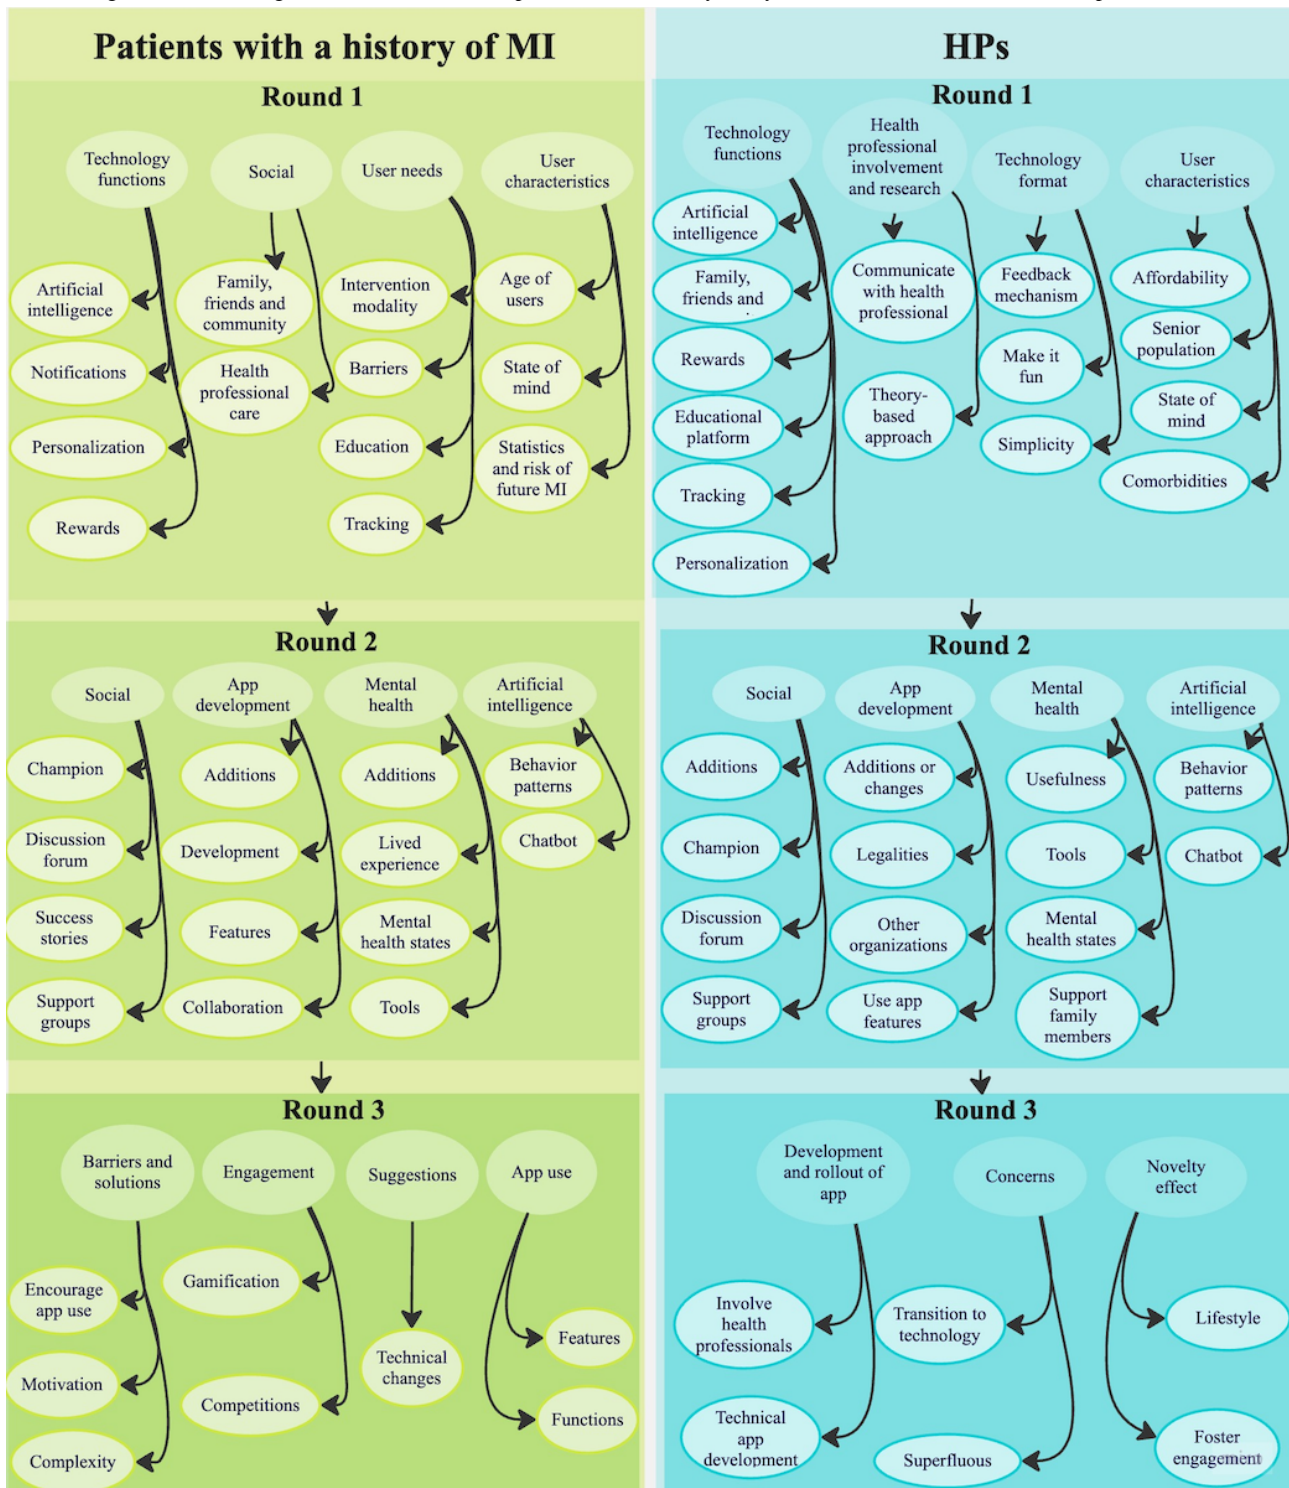 Patients with a history of MI
Round 1
Technology
functions
Social
User needs
User
characteristics
Artificial
intelligence
Notifications
Personalization
Rewards
Family,
friends and
community
Health
professional
care
Intervention
modality
Barriers
Education
Tracking
Age of
users
State of
mind
Statistics
and risk of
future MI
Round 2
Social
App
development
Mental
health
Artificial
intelligence
Champion
Discussion
forum
Success
stories
Support
groups
Additions
Development
Features
Collaboration
Additions
Lived
experience
Mental
health states
Tools
Behavior
patterns
Chatbot
Round 3
Barriers and
solutions
Engagement
Suggestions
App use
Encourage
app use
Motivation
Complexity
Gamification
Competitions
Technical
changes
Features
Functions
HPs
Round 1
Technology
functions
Health
professional
involvement
and research
Technology
format
User
characteristics
Artificial
intelligence
Family,
friends and
Rewards
Educational
platform
Tracking
Personalization
Communicate
with health
professional
Theory-
based
approach
Feedback
mechanism
Make it
fun
Simplicity
Affordability
Senior
population
State of
mind
Comorbidities
Round 2
Social
App
development
Mental
health
Artificial
intelligence
Additions
Champion
Discussion
forum
Support
groups
Additions or
changes
Legalities
Other
organizations
Use app
features
Usefulness
Tools
Mental
health states
Support
family
members
Behavior
patterns
Chatbot
Round 3
Development
and rollout of
app
Concerns
Novelty
effect
Involve
health
professionals
Technical
app
development
Transition to
technology
Superfluous
Lifestyle
Foster
engagement